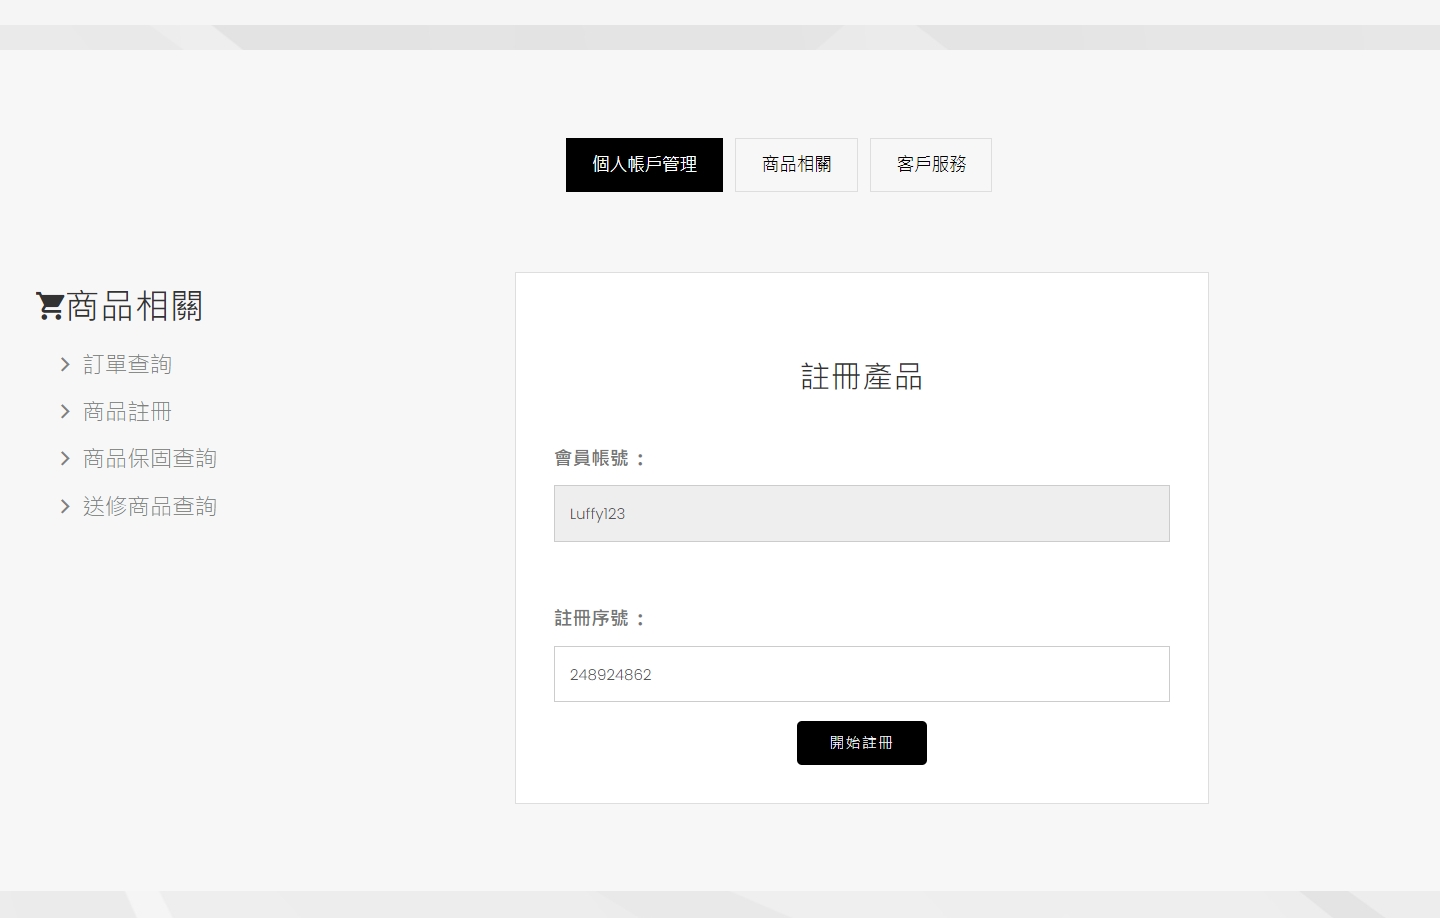 個人帳戶管理
商品相關
客戶服務
商品相關
訂單查詢
商品註冊
商品保固查詢
送修商品查詢
註冊產品
會員帳號 :
Luffy123
註冊序號 :
248924862
開始註冊